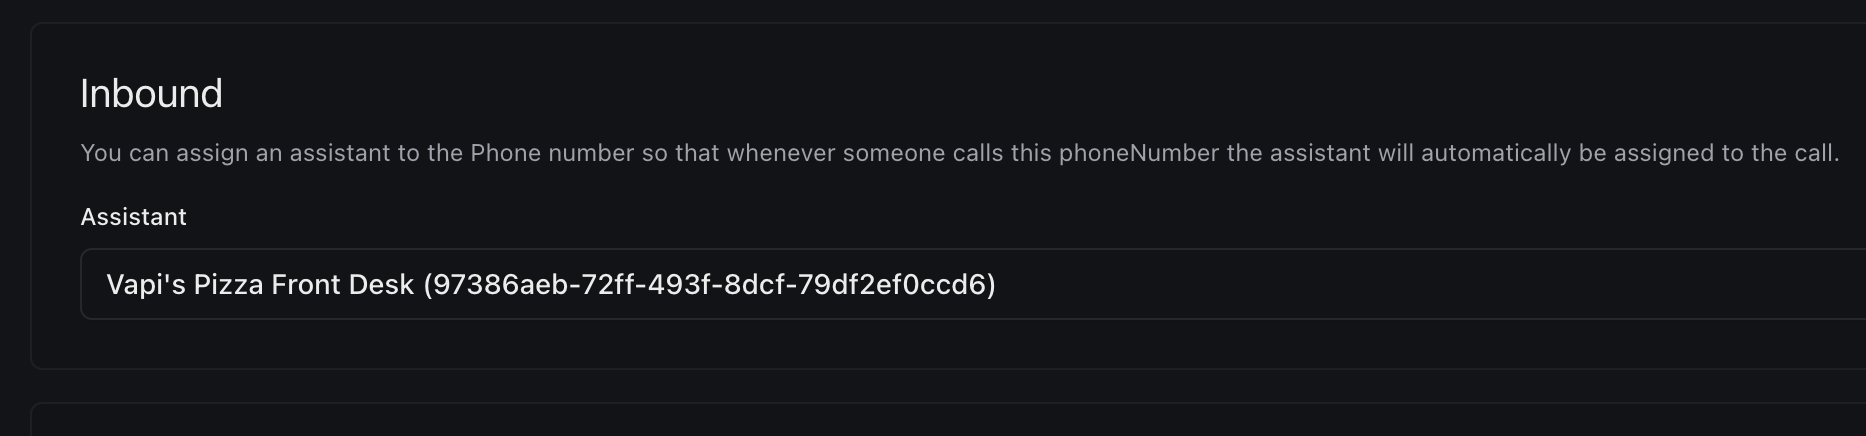 Inbound
You can assign an assistant to the Phone number so that whenever someone calls this phoneNumber the assistant will automatically be assigned to the call.
Assistant
Vapi's Pizza Front Desk (97386aeb-72ff-493f-8dcf-79df2ef0ccd6)